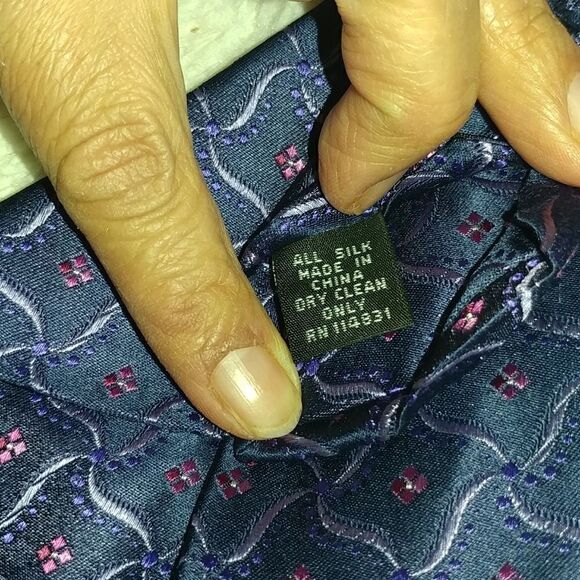 ALL SILK
MADE IN
CHINA
DRY CLEAN
ONLY
RN 114831